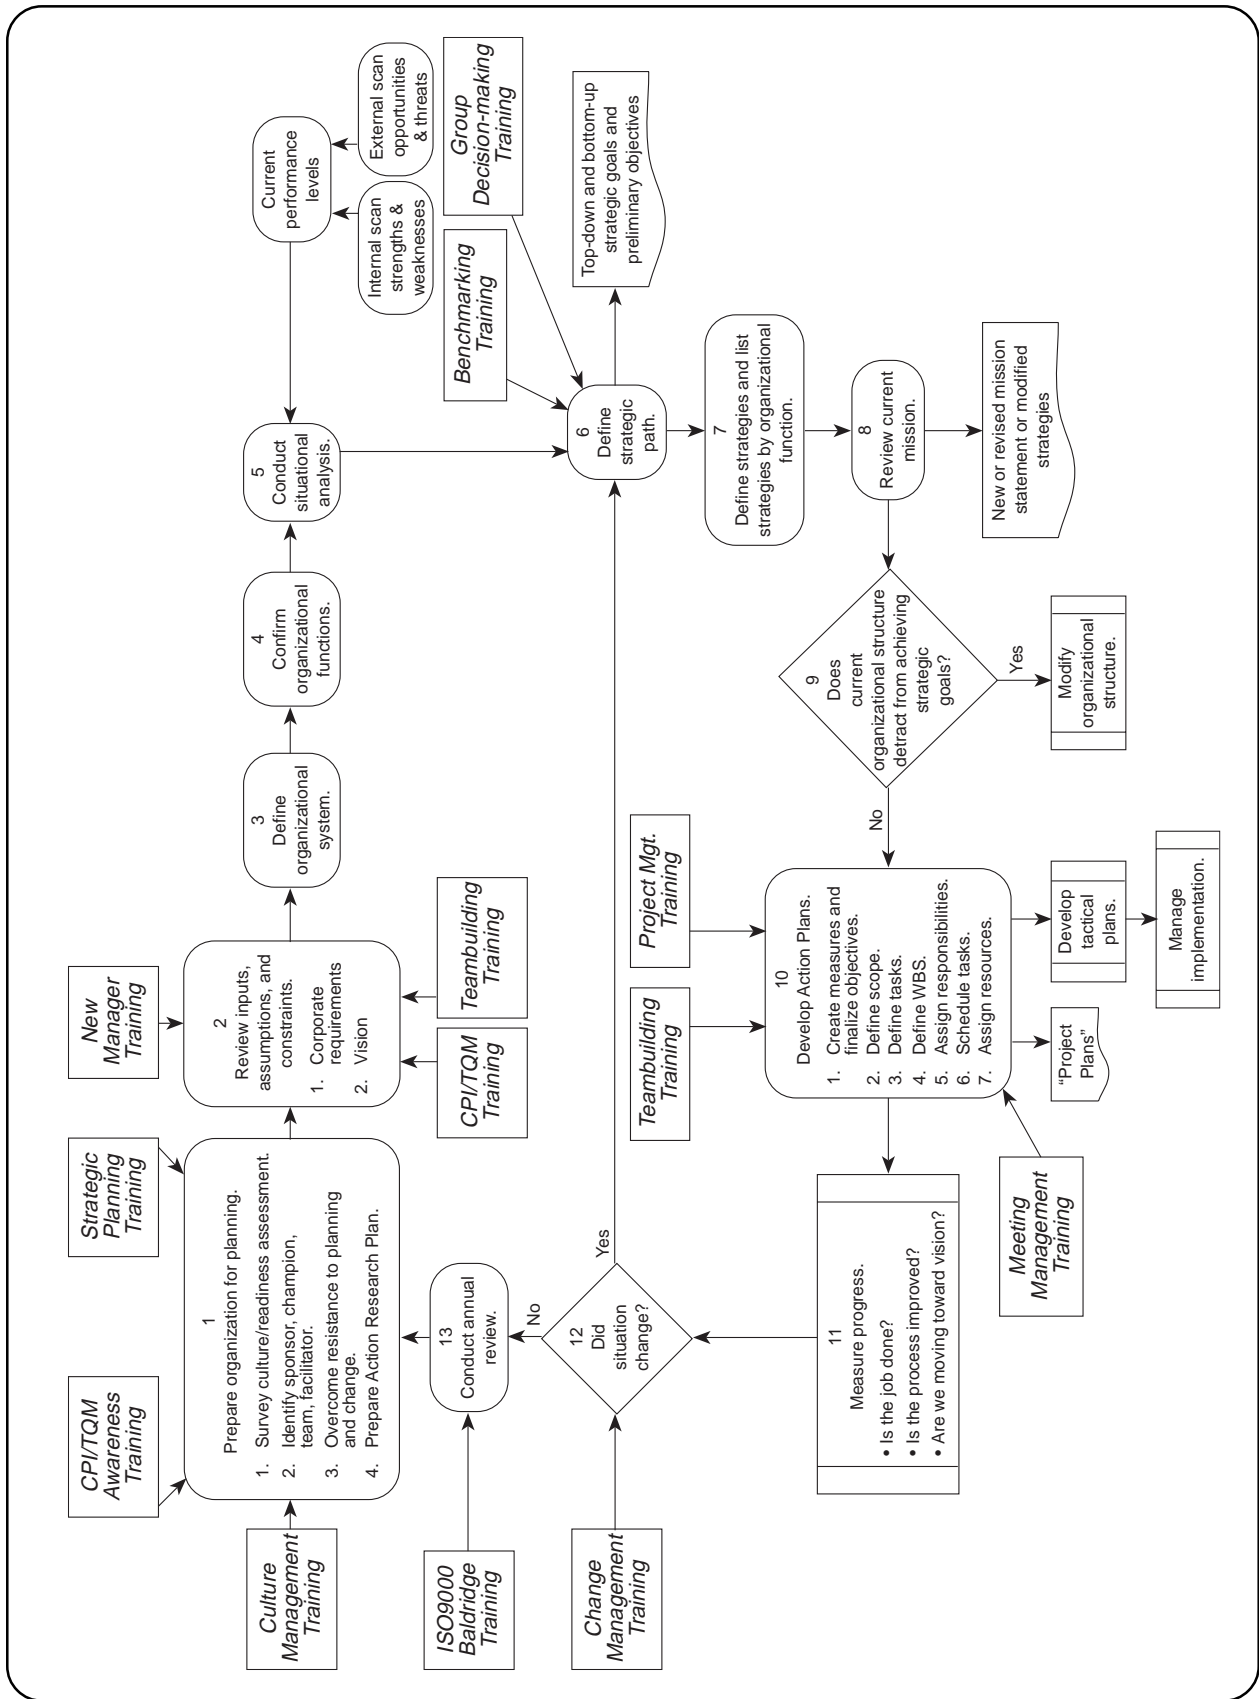 CPI/TQM
Awareness
Training
Strategic
Planning
Training
New
Manager
Training
Culture
Management
Training
1
Prepare organization for planning.
1. Survey culture/readiness assessment.
2. Identify sponsor, champion,
team, facilitator.
3. Overcome resistance to planning
and change.
4. Prepare Action Research Plan.
2
Review inputs,
assumptions, and
constraints.
1. Corporate
requirements
2. Vision
CPI/TQM
Training
Teambuilding
Training
3
Define
organizational
system.
4
Confirm
organizational
functions.
5
Conduct
situational
analysis.
Current
performance
levels
Internal scan
strengths &
weaknesses
External scan
opportunities
& threats
Benchmarking
Training
Group
Decision-making
Training
6
Define
strategic
path.
Top-down and bottom-up
strategic goals and
preliminary objectives
7
Define strategies and list
strategies by organizational
function.
8
Review current
mission.
New or revised mission
statement or modified
strategies
9
Does
current
organizational structure
detract from achieving
strategic
goals?
Yes
Modify
organizational
structure.
No
Teambuilding
Training
Project Mgt.
Training
10
Develop Action Plans.
1. Create measures and
finalize objectives.
2. Define scope.
3. Define tasks.
4. Define WBS.
5. Assign responsibilities.
6. Schedule tasks.
7. Assign resources.
Meeting
Management
Training
“Project
Plans”
Develop
tactical
plans.
Manage
implementation.
11
Measure progress.
• Is the job done?
• Is the process improved?
• Are we moving toward vision?
Change
Management
Training
12
Did
situation
change?
Yes
No
ISO9000
Baldridge
Training
13
Conduct annual
review.